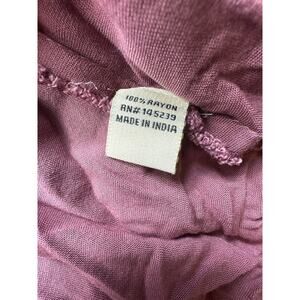 100% RAYON
RN# 145239
MADE IN INDIA